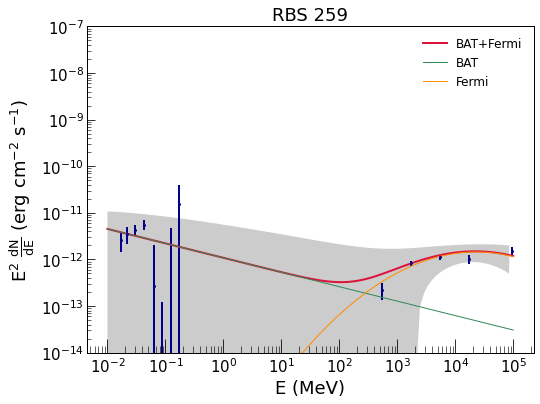 RBS 259
E² dN/dE (erg cm⁻² s⁻¹)
10⁻⁷
10⁻⁸
10⁻⁹
10⁻¹⁰
10⁻¹¹
10⁻¹²
10⁻¹³
10⁻¹⁴
BAT+Fermi
BAT
Fermi
10⁻² 10⁻¹ 10⁰ 10¹ 10² 10³ 10⁴ 10⁵
E (MeV)